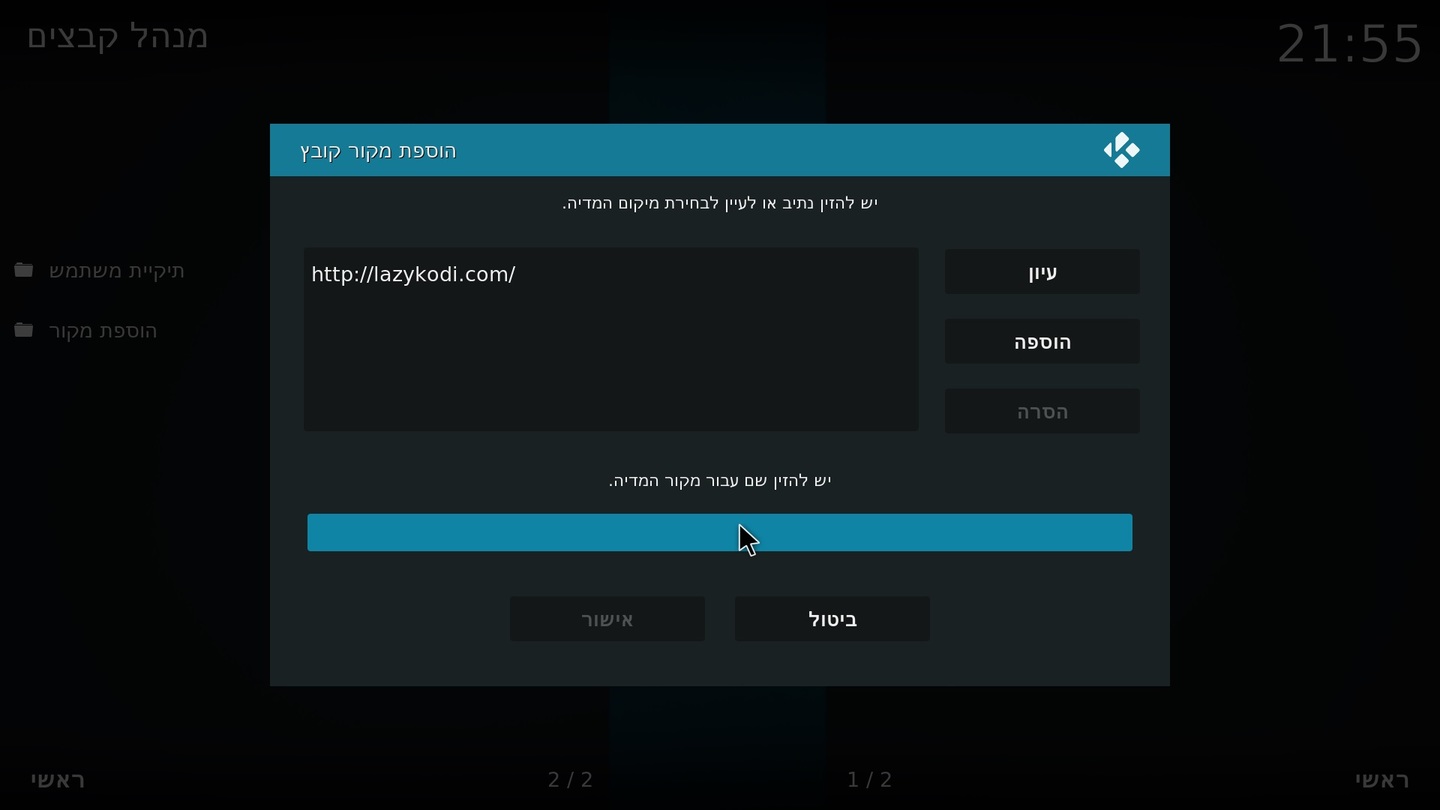 מנהל קבצים
21:55
הוספת מקור קובץ
יש להזין נתיב או לעיין לבחירת מיקום המדיה.
http://lazykodi.com/
עיון
הוספה
הסרה
תיקיית משתמש
הוספת מקור
יש להזין שם עבור מקור המדיה.
אישור
ביטול
ראשי
2 / 2
1 / 2
ראשי